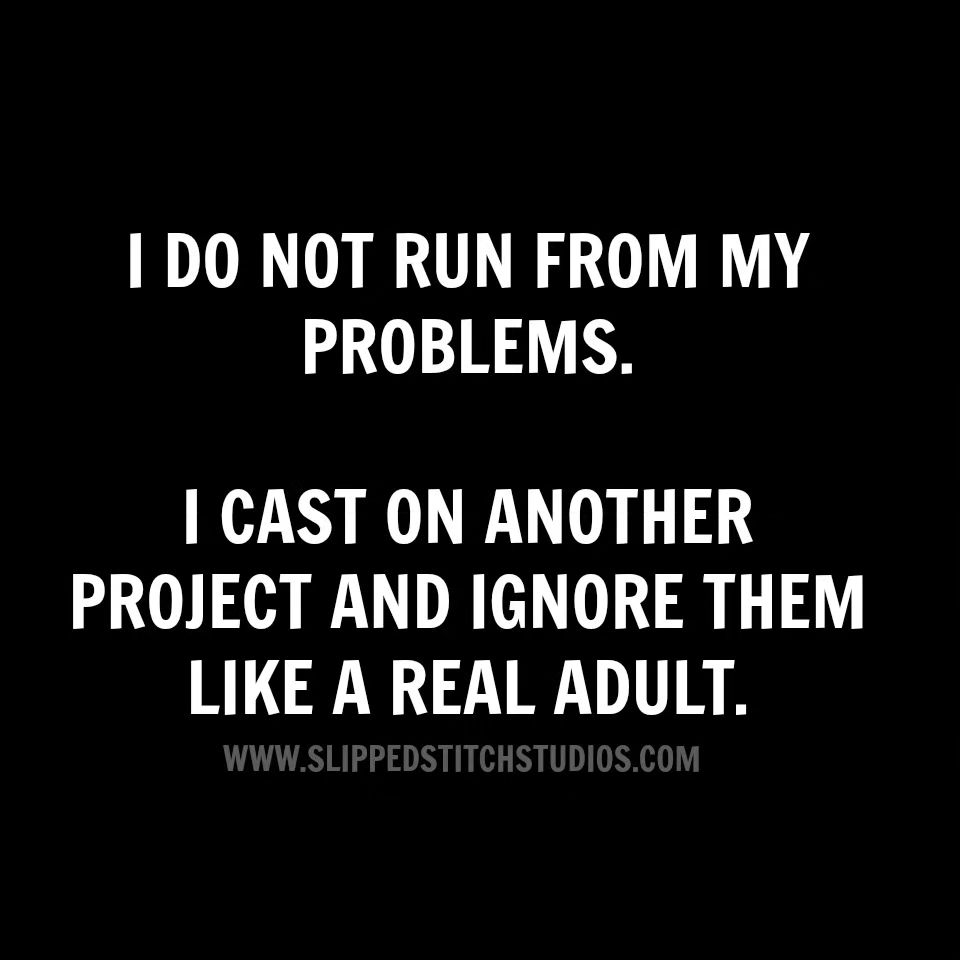 I DO NOT RUN FROM MY
PROBLEMS.
I CAST ON ANOTHER
PROJECT AND IGNORE THEM
LIKE A REAL ADULT.
WWW.SLIPPEDSTITCHSTUDIOS.COM